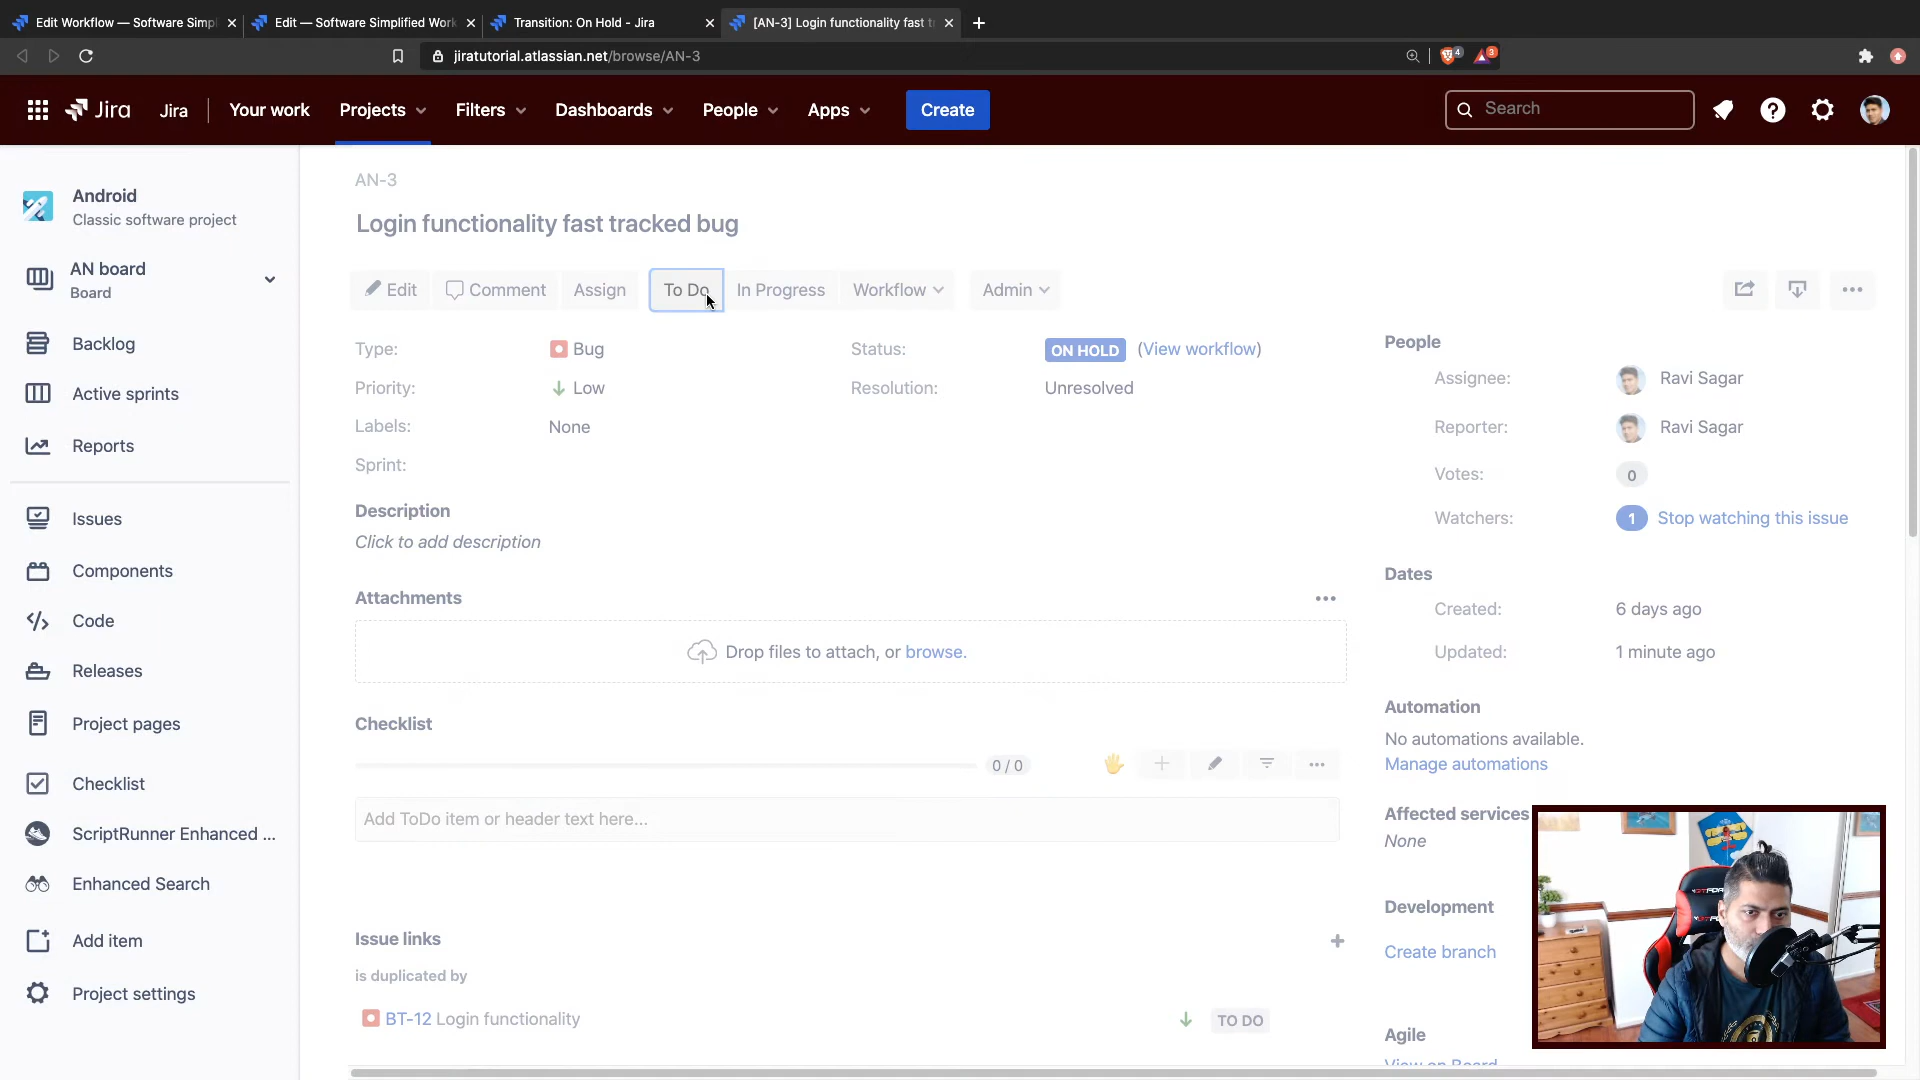 Edit Workflow — Software Simpl
Edit — Software Simplified Work
Transition: On Hold - Jira
[AN-3] Login functionality fast t
jiratutorial.atlassian.net/browse/AN-3
4
3
Jira
Jira
Your work
Projects
Filters
Dashboards
People
Apps
Create
Search
Android
Classic software project
AN board
Board
Backlog
Active sprints
Reports
Issues
Components
Code
Releases
Project pages
Checklist
ScriptRunner Enhanced ...
Enhanced Search
Add item
Project settings
AN-3
Login functionality fast tracked bug
Edit
Comment
Assign
To Do
In Progress
Workflow
Admin
Type:
Bug
Status:
ON HOLD
(View workflow)
Priority:
Low
Resolution:
Unresolved
Labels:
None
Sprint:
Description
Click to add description
Attachments
Drop files to attach, or browse.
Checklist
0 / 0
Add ToDo item or header text here...
Issue links
is duplicated by
BT-12 Login functionality
TO DO
People
Assignee:
Ravi Sagar
Reporter:
Ravi Sagar
Votes:
0
Watchers:
1
Stop watching this issue
Dates
Created:
6 days ago
Updated:
1 minute ago
Automation
No automations available.
Manage automations
Affected services
None
Development
Create branch
Agile
View on Board